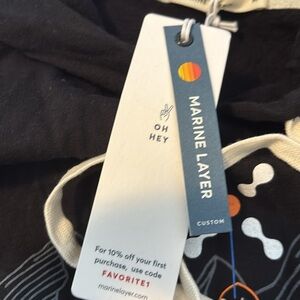 OH
HEY
MARINE LAYER
CUSTOM
For 10% off your first
purchase, use code
FAVORITE1
marinelayer.com